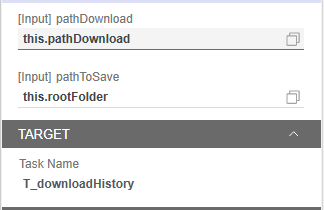 [Input] pathDownload
this.pathDownload
[Input] pathToSave
this.rootFolder
TARGET
Task Name
T_downloadHistory